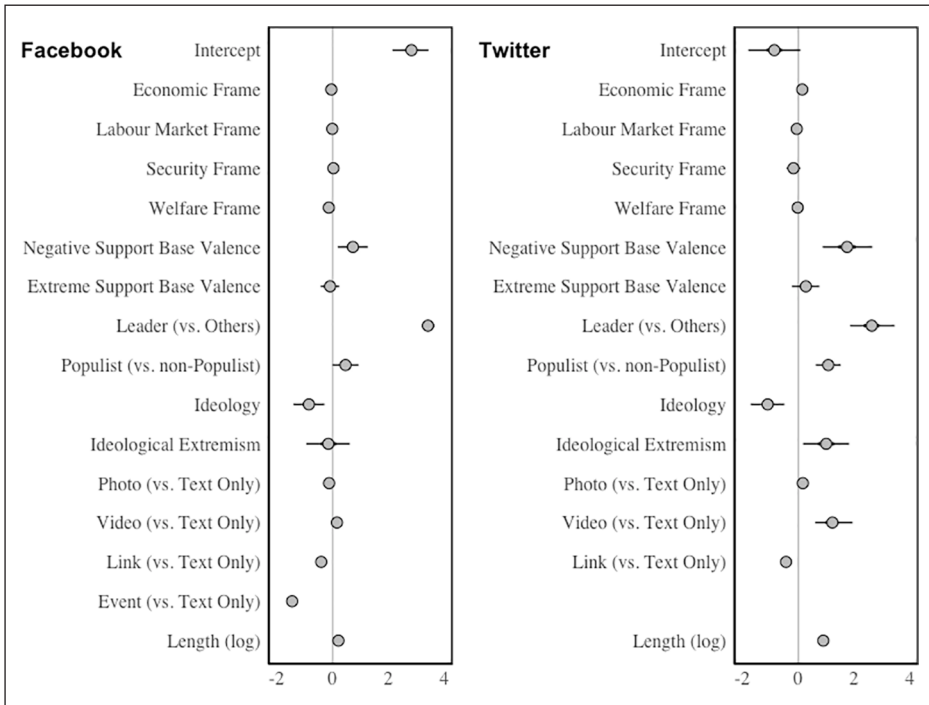 Facebook
Intercept
Economic Frame
Labour Market Frame
Security Frame
Welfare Frame
Negative Support Base Valence
Extreme Support Base Valence
Leader (vs. Others)
Populist (vs. non-Populist)
Ideology
Ideological Extremism
Photo (vs. Text Only)
Video (vs. Text Only)
Link (vs. Text Only)
Event (vs. Text Only)
Length (log)
-2 0 2 4
Twitter
Intercept
Economic Frame
Labour Market Frame
Security Frame
Welfare Frame
Negative Support Base Valence
Extreme Support Base Valence
Leader (vs. Others)
Populist (vs. non-Populist)
Ideology
Ideological Extremism
Photo (vs. Text Only)
Video (vs. Text Only)
Link (vs. Text Only)
Length (log)
-2 0 2 4